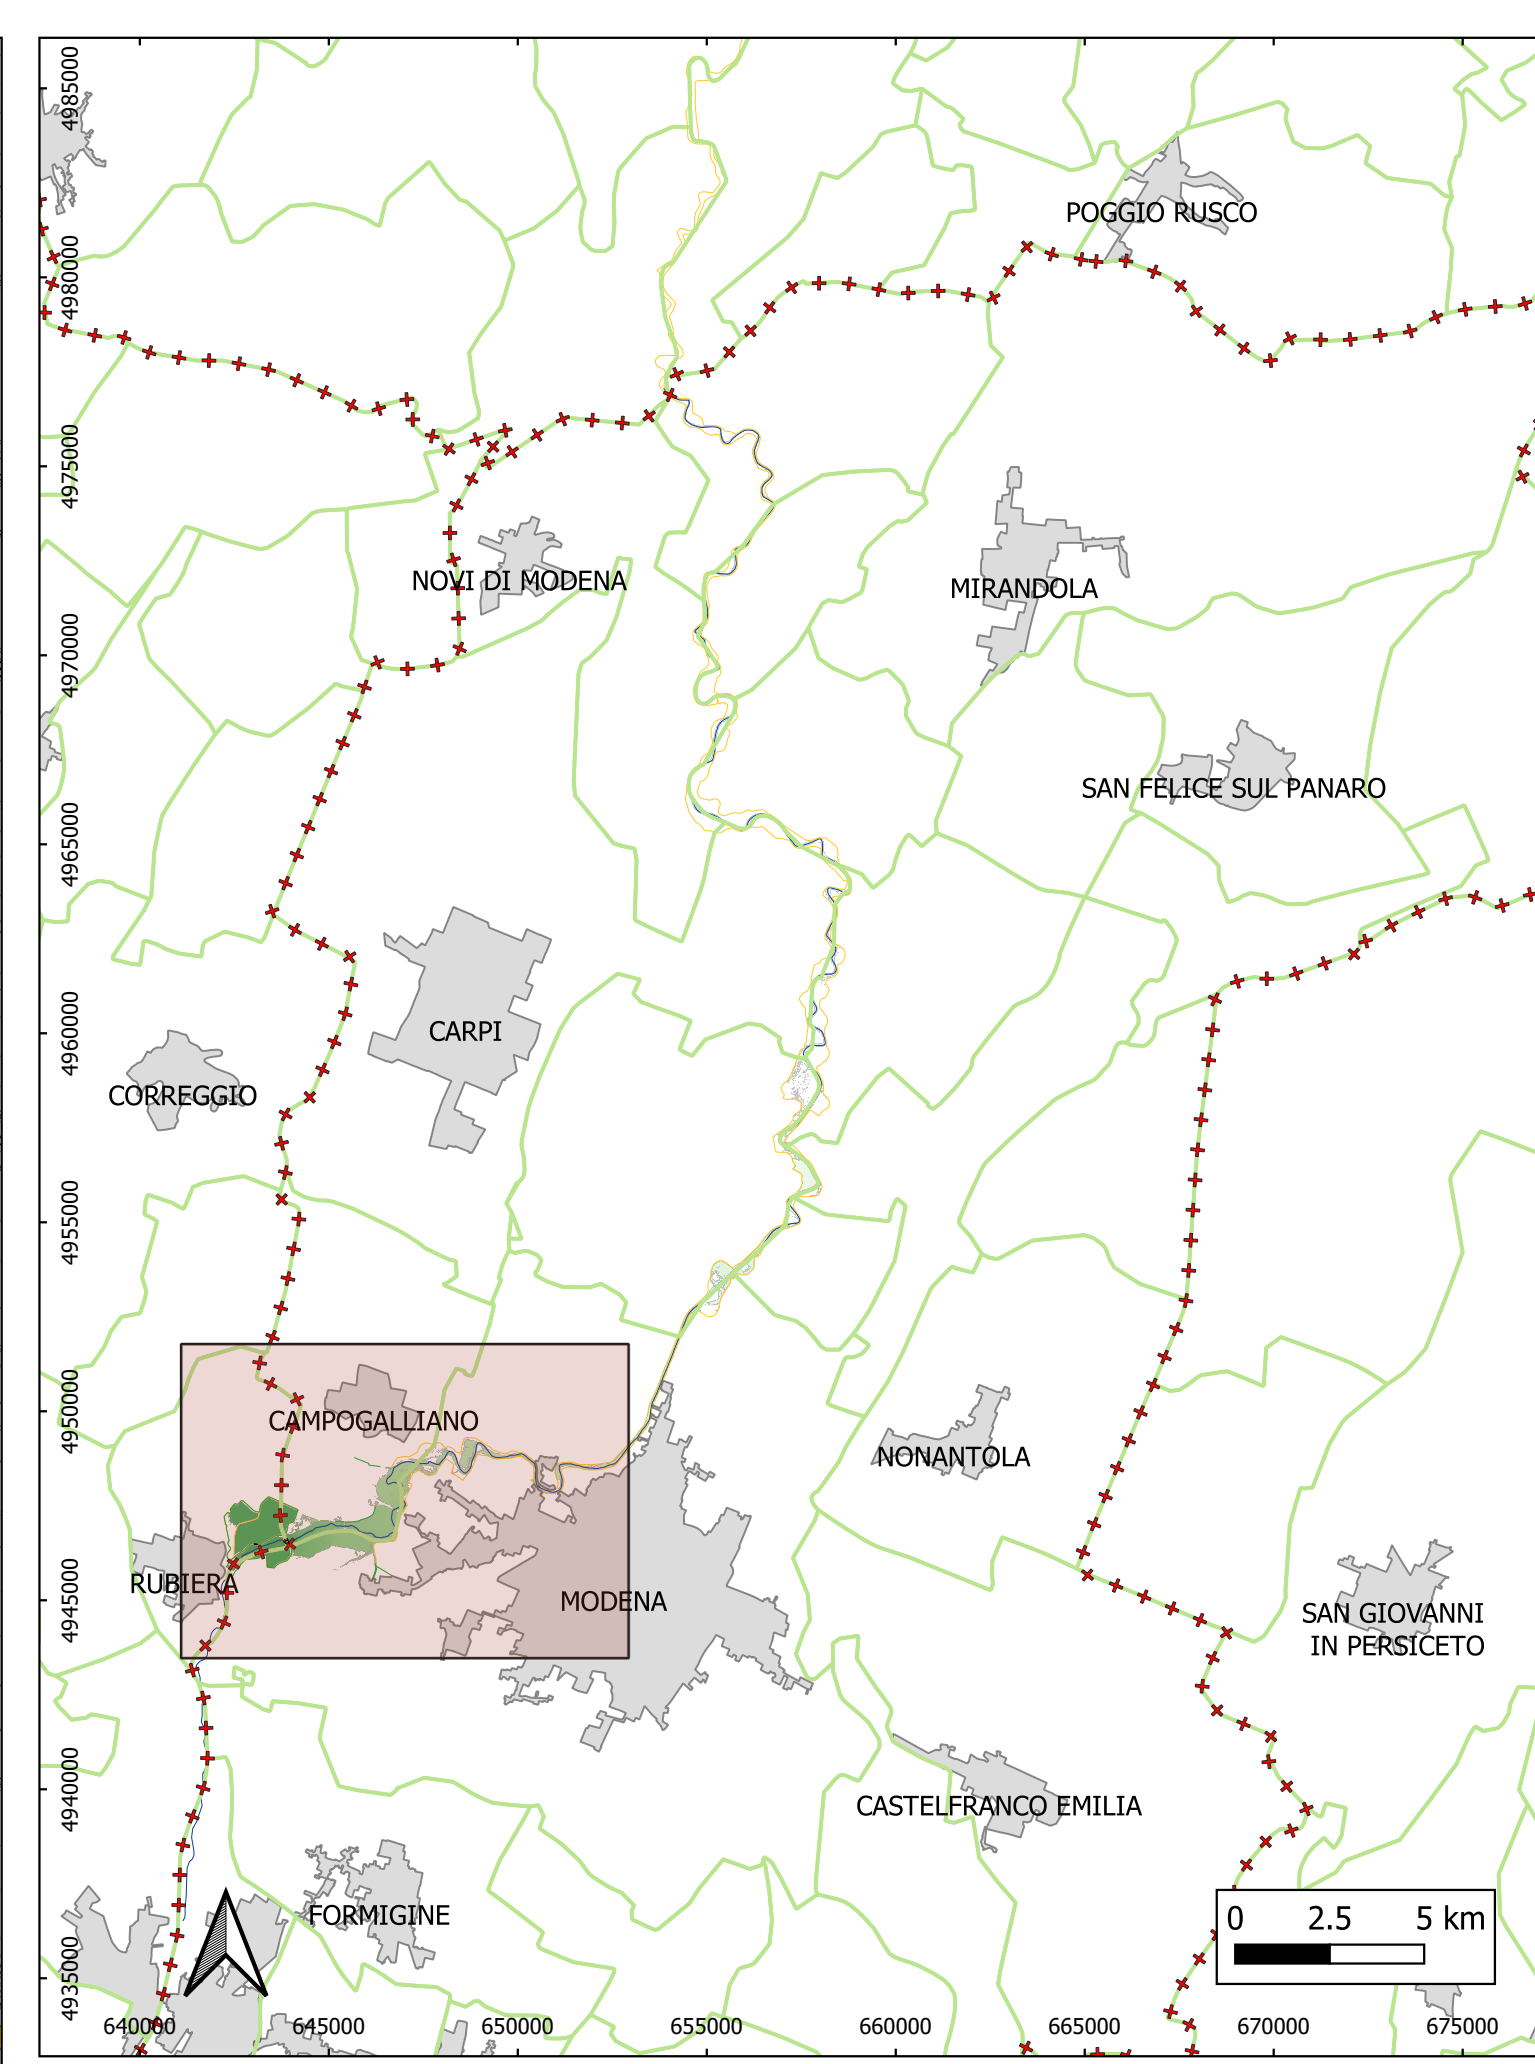 4985000
POGGIO RUSCO
4980000
4975000
NOVI DI MODENA
MIRANDOLA
4970000
SAN FELICE SUL PANARO
4965000
CARPI
4960000
CORREGGIO
4955000
4950000
CAMPOGALLIANO
NONANTOLA
RUBIERA
MODENA
4945000
SAN GIOVANNI
IN PERSICETO
4940000
CASTELFRANCO EMILIA
FORMIGINE
0 2.5 5 km
4935000
640000 645000 650000 655000 660000 665000 670000 675000